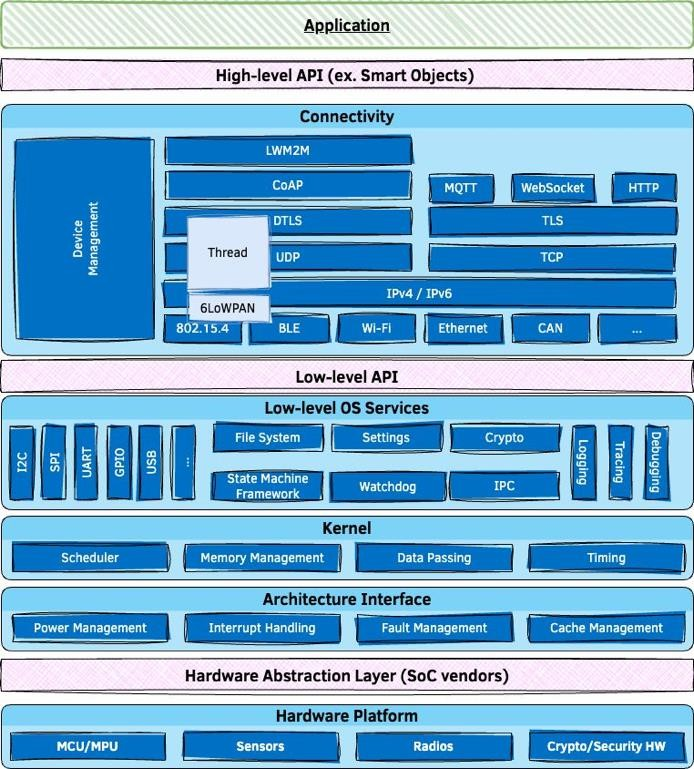 Application
High-level API (ex. Smart Objects)
Connectivity
Device
Management
LWM2M
CoAP
DTLS
UDP
Thread
6LoWPAN
MQTT
WebSocket
HTTP
TLS
TCP
IPv4 / IPv6
802.15.4
BLE
Wi-Fi
Ethernet
CAN
...
Low-level API
Low-level OS Services
I2C
SPI
UART
GPIO
USB
...
File System
Settings
Crypto
State Machine
Framework
Watchdog
IPC
Logging
Tracing
Debugging
Kernel
Scheduler
Memory Management
Data Passing
Timing
Architecture Interface
Power Management
Interrupt Handling
Fault Management
Cache Management
Hardware Abstraction Layer (SoC vendors)
Hardware Platform
MCU/MPU
Sensors
Radios
Crypto/Security HW